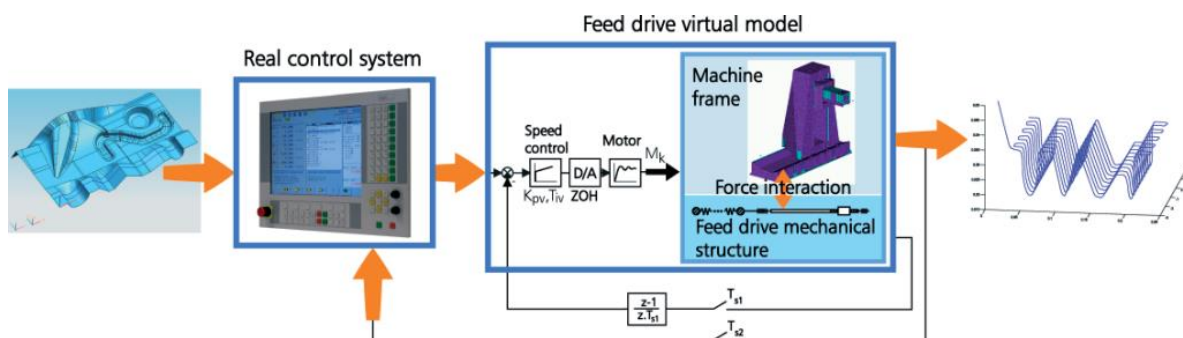 Feed drive virtual model
Real control system
Machine
frame
Speed
control
Motor
Mk
D/A
Kpv,Tiv
ZOH
Force interaction
Feed drive mechanical
structure
z-1
z.Ts1
Ts1
Ts2